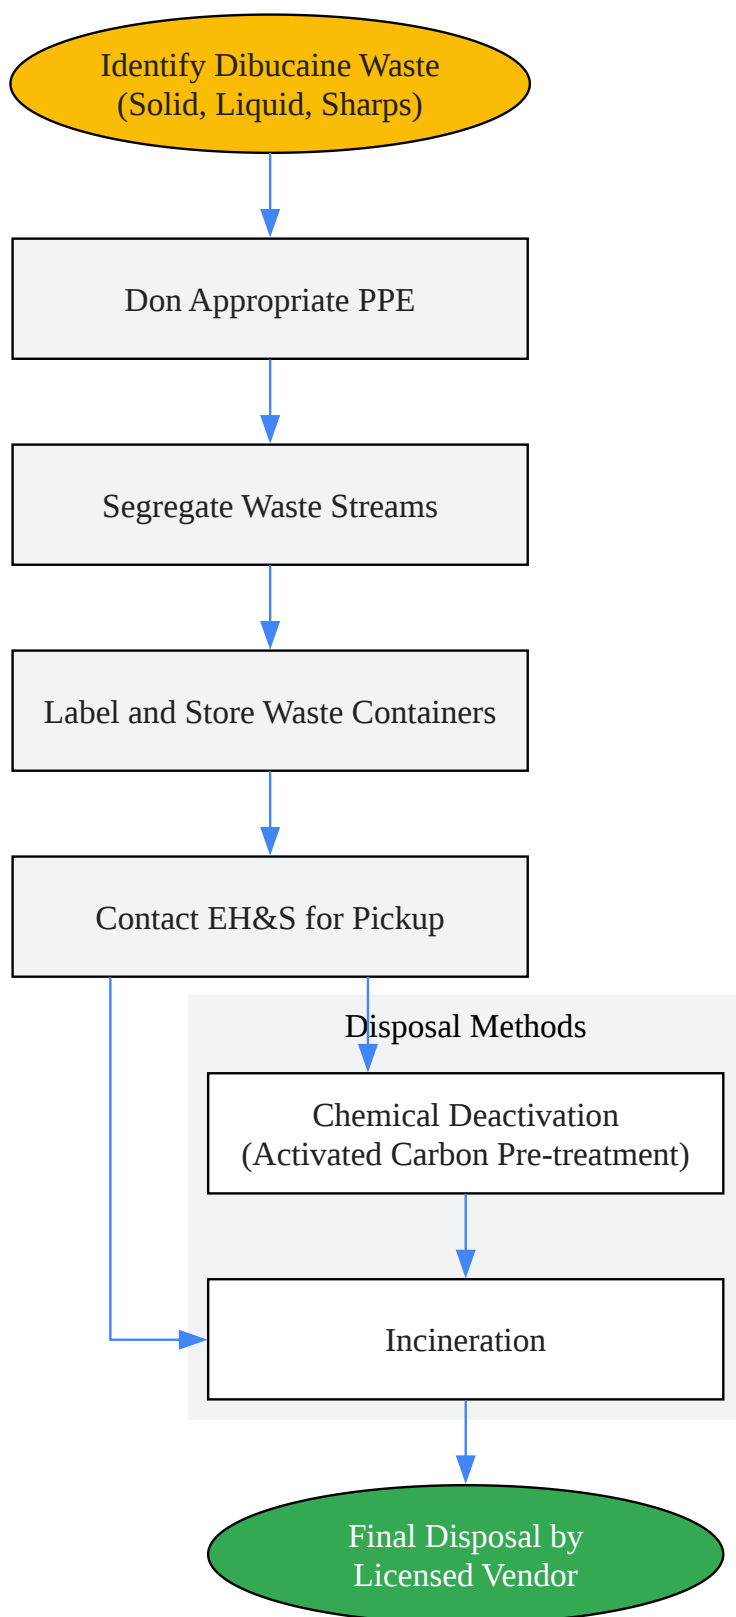 Identify Dibucaine Waste
(Solid, Liquid, Sharps)
Don Appropriate PPE
Segregate Waste Streams
Label and Store Waste Containers
Contact EH&S for Pickup
Disposal Methods
Chemical Deactivation
(Activated Carbon Pre-treatment)
Incineration
Final Disposal by
Licensed Vendor